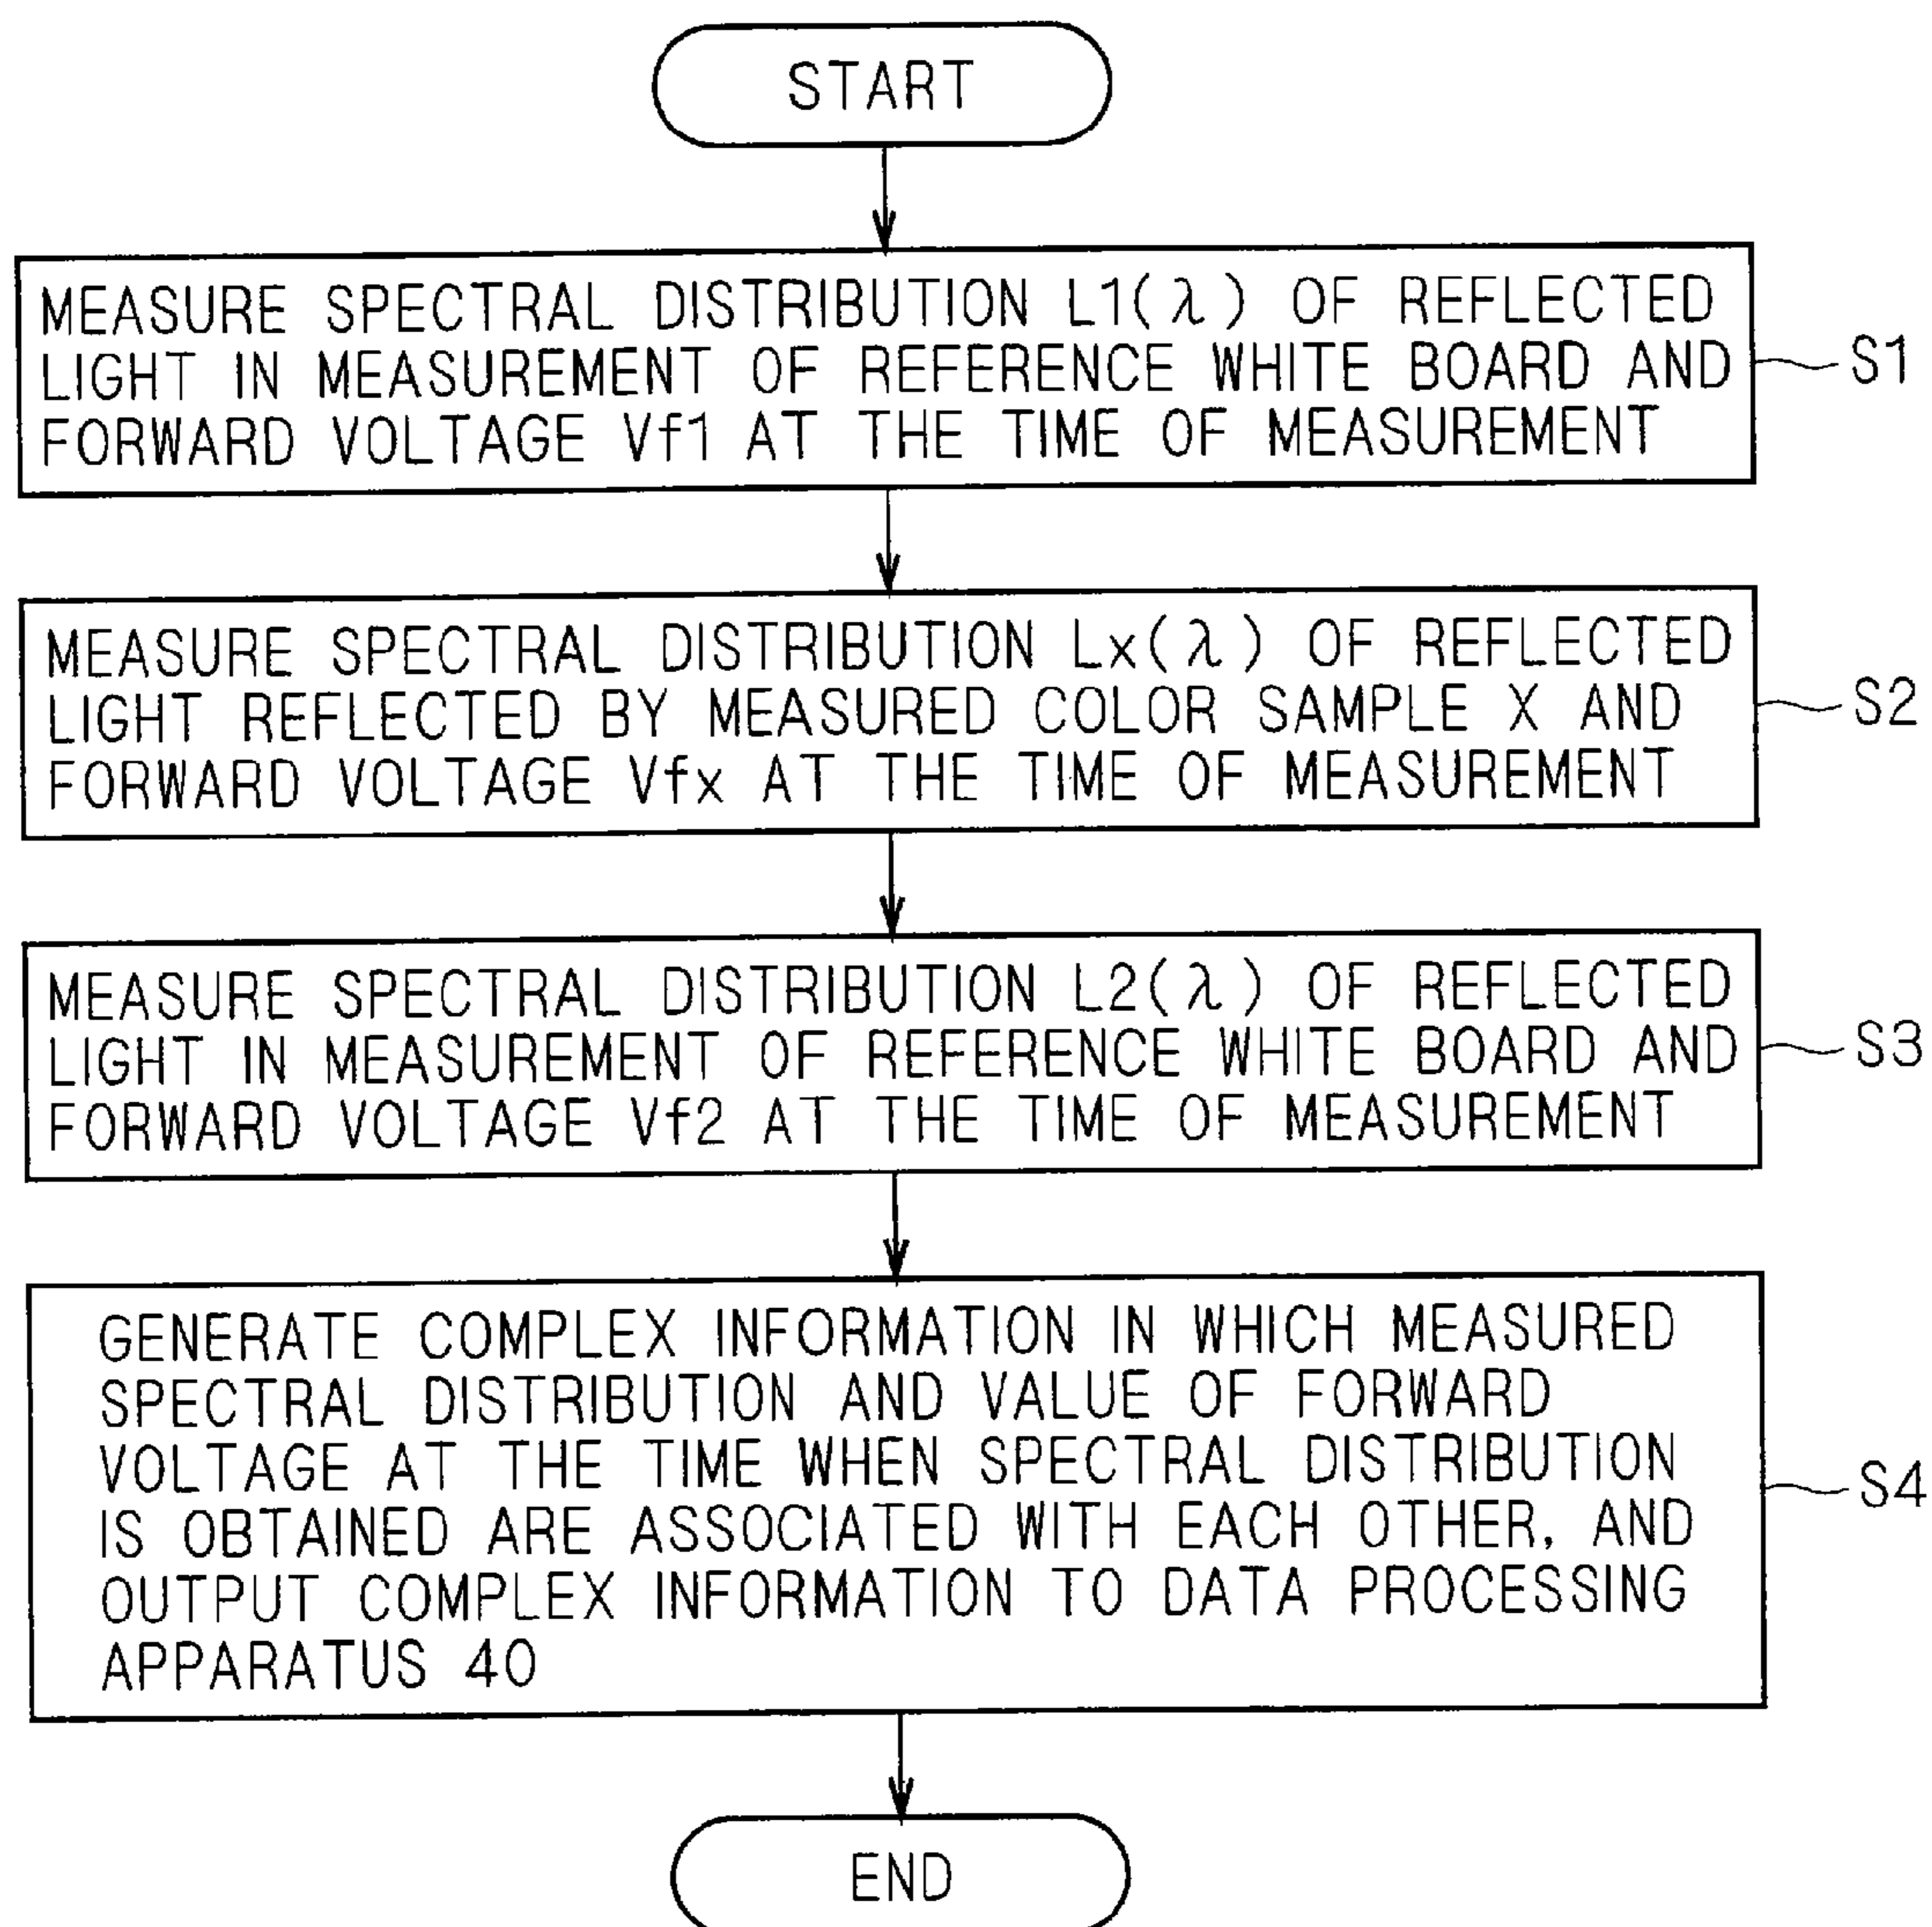 START
MEASURE SPECTRAL DISTRIBUTION L1(λ) OF REFLECTED
LIGHT IN MEASUREMENT OF REFERENCE WHITE BOARD AND
FORWARD VOLTAGE Vf1 AT THE TIME OF MEASUREMENT
S1
MEASURE SPECTRAL DISTRIBUTION Lx(λ) OF REFLECTED
LIGHT REFLECTED BY MEASURED COLOR SAMPLE X AND
FORWARD VOLTAGE Vfx AT THE TIME OF MEASUREMENT
S2
MEASURE SPECTRAL DISTRIBUTION L2(λ) OF REFLECTED
LIGHT IN MEASUREMENT OF REFERENCE WHITE BOARD AND
FORWARD VOLTAGE Vf2 AT THE TIME OF MEASUREMENT
S3
GENERATE COMPLEX INFORMATION IN WHICH MEASURED
SPECTRAL DISTRIBUTION AND VALUE OF FORWARD
VOLTAGE AT THE TIME WHEN SPECTRAL DISTRIBUTION
IS OBTAINED ARE ASSOCIATED WITH EACH OTHER, AND
OUTPUT COMPLEX INFORMATION TO DATA PROCESSING
APPARATUS 40
S4
END